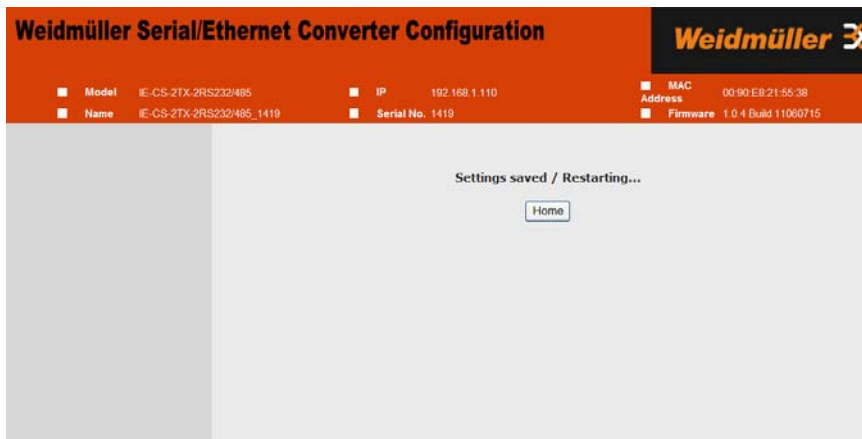 Weidmüller Serial/Ethernet Converter Configuration
Weidmüller
Model IE-CS-2TX-2RS232/485 IP 192.168.1.110 MAC Address 00:90:E8:21:55:38
Name IE-CS-2TX-2RS232/485_1419 Serial No. 1419 Firmware 1.0.4 Build 11060715
Settings saved / Restarting...
Home